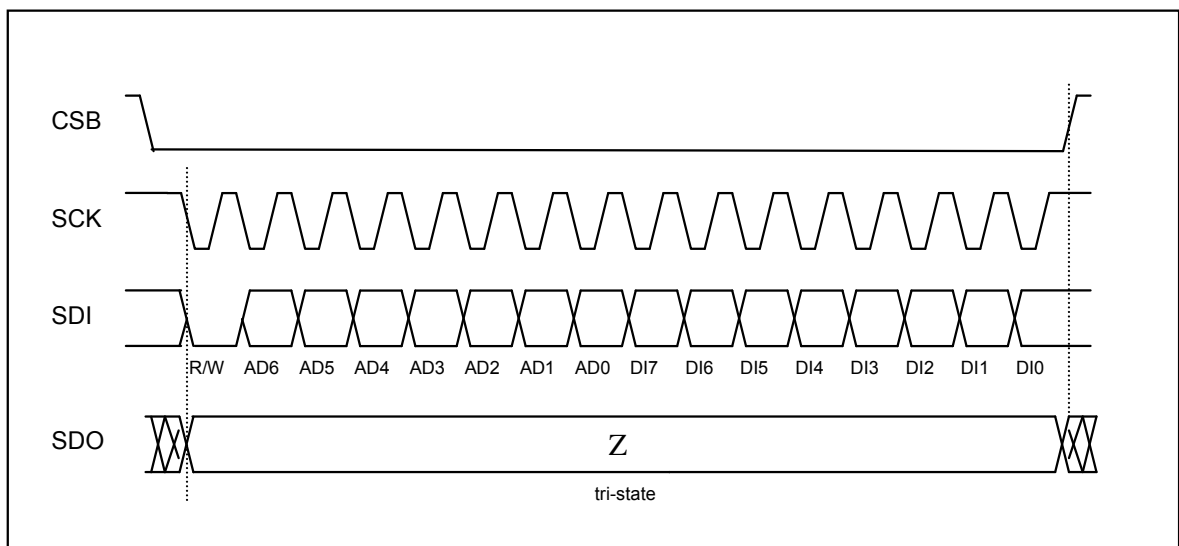 CSB
SCK
SDI
R/W AD6 AD5 AD4 AD3 AD2 AD1 AD0 DI7 DI6 DI5 DI4 DI3 DI2 DI1 DI0
SDO
Z
tri-state